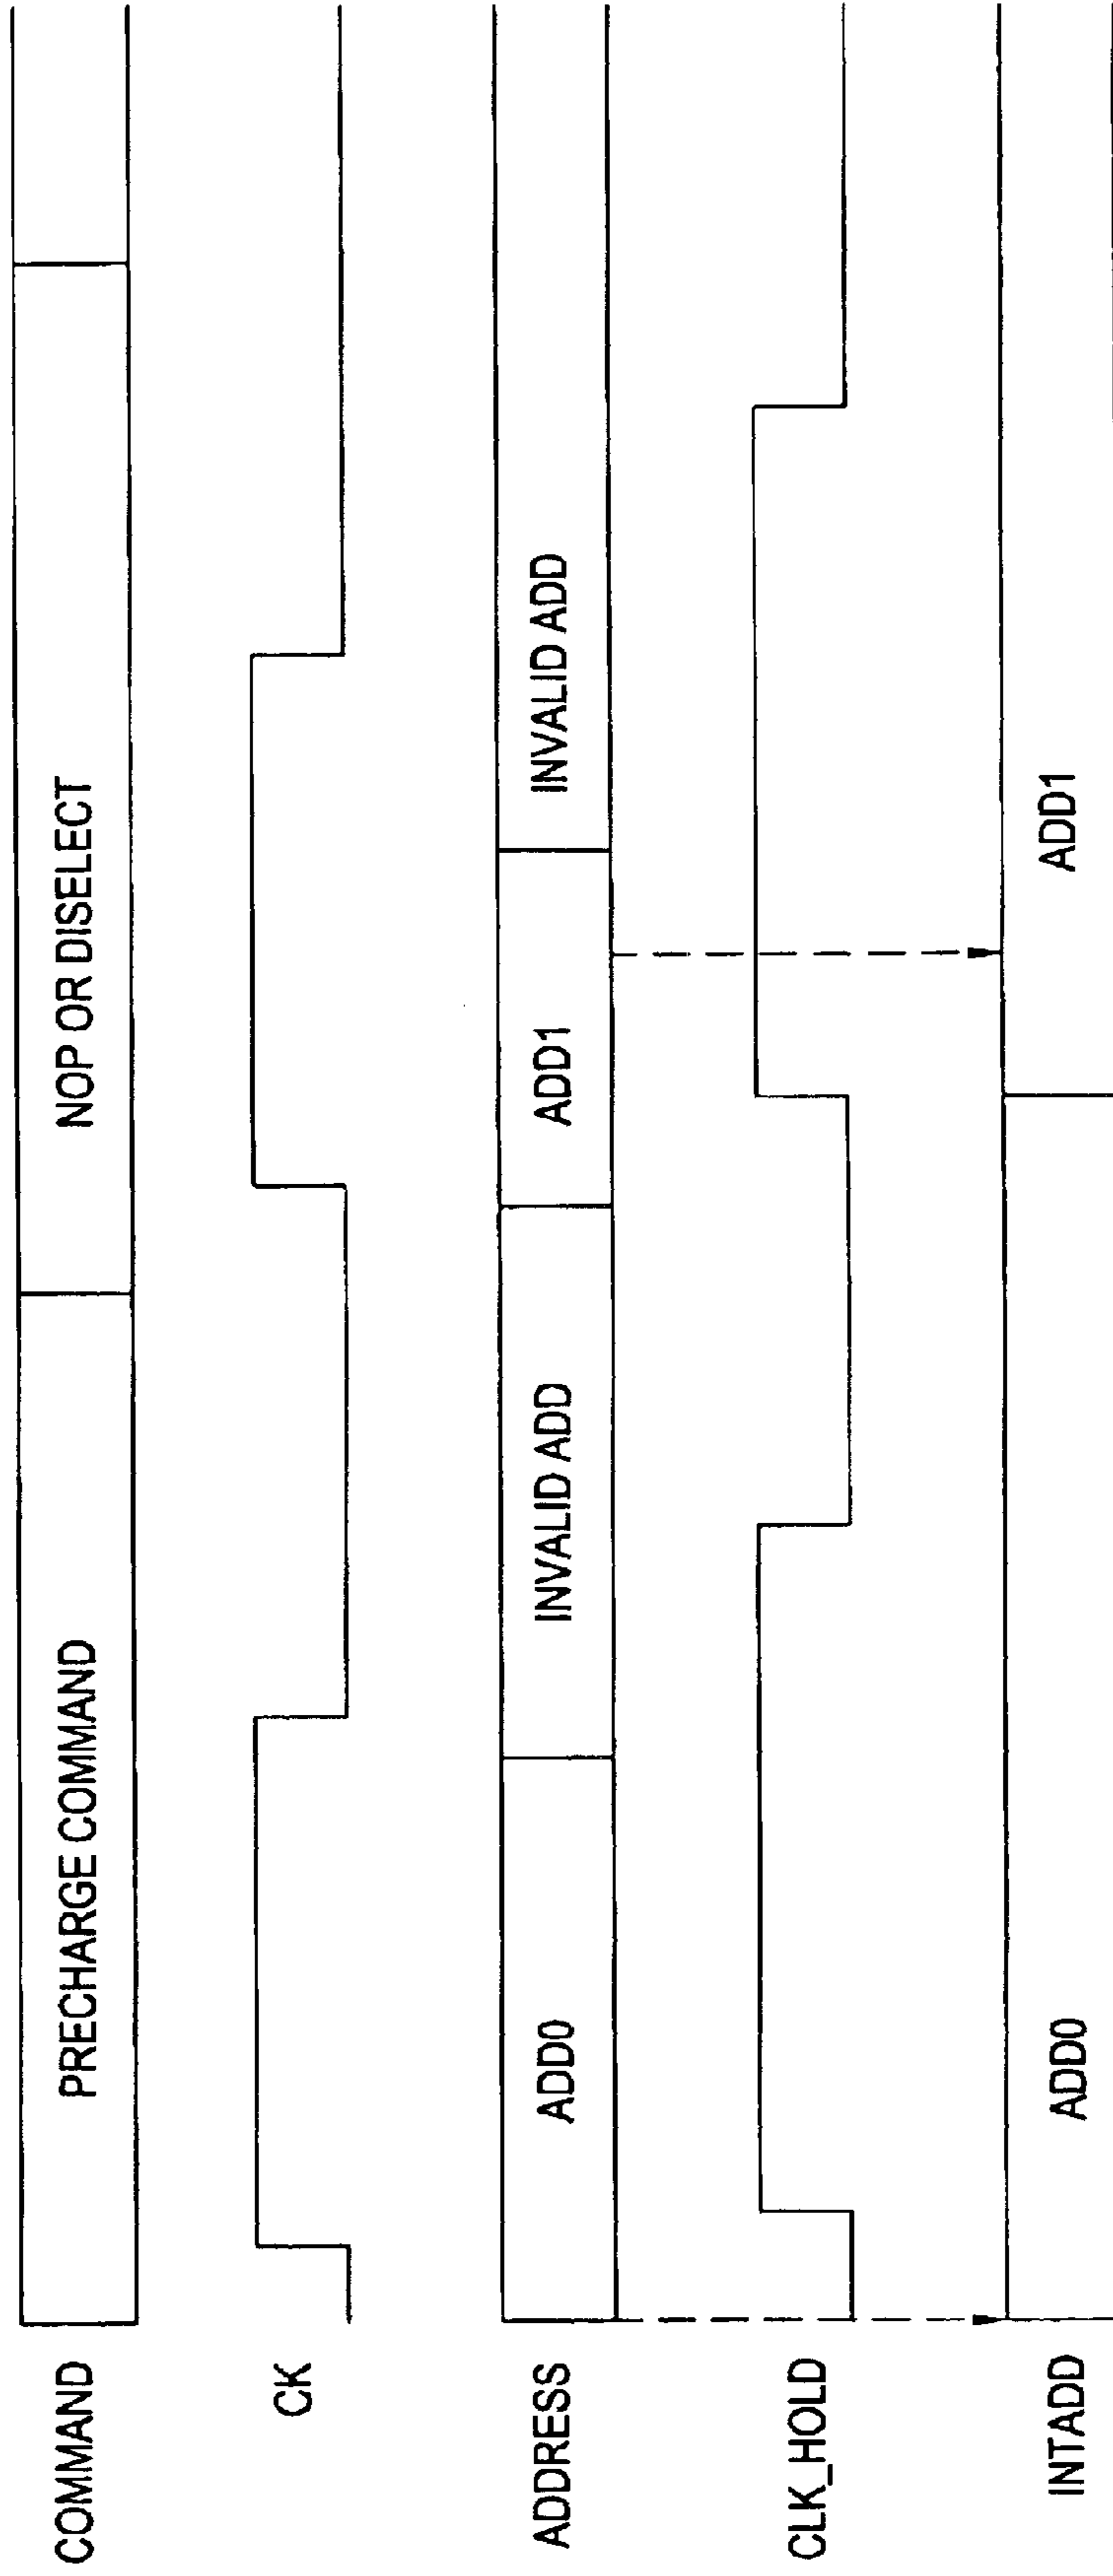 COMMAND
PRECHARGE COMMAND
NOP OR DISELECT
CK
ADDRESS
ADD0
INVALID ADD
ADD1
INVALID ADD
CLK_HOLD
INTADD
ADD0
ADD1